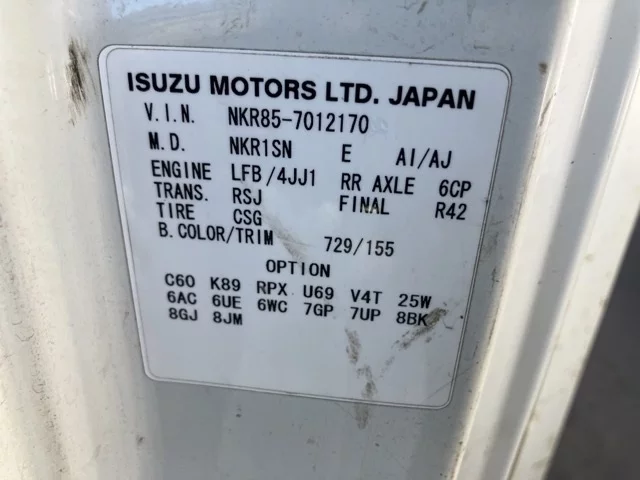 ISUZU MOTORS LTD. JAPAN
V.I.N. NKR85-7012170
M.D. NKR1SN E AI/AJ
ENGINE LFB/4JJ1 RR AXLE 6CP
TRANS. RSJ FINAL R42
TIRE CSG
B.COLOR/TRIM 729/155
OPTION
C60 K89 RPX U69 V4T 25W
6AC 6UE 6WC 7GP 7UP 8BK
8GJ 8JM